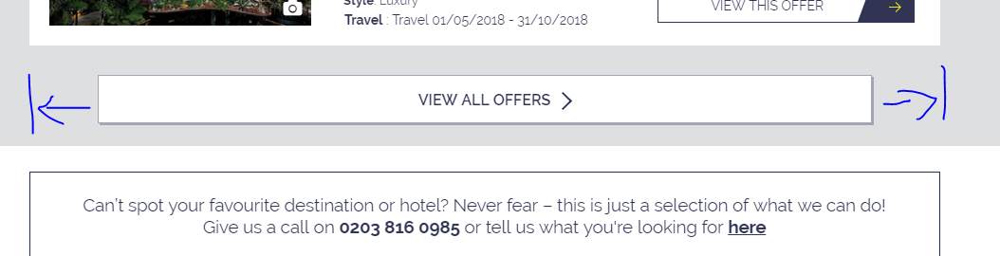 Style: Luxury
Travel : Travel 01/05/2018 - 31/10/2018
VIEW THIS OFFER
VIEW ALL OFFERS
Can't spot your favourite destination or hotel? Never fear – this is just a selection of what we can do!
Give us a call on 0203 816 0985 or tell us what you're looking for here